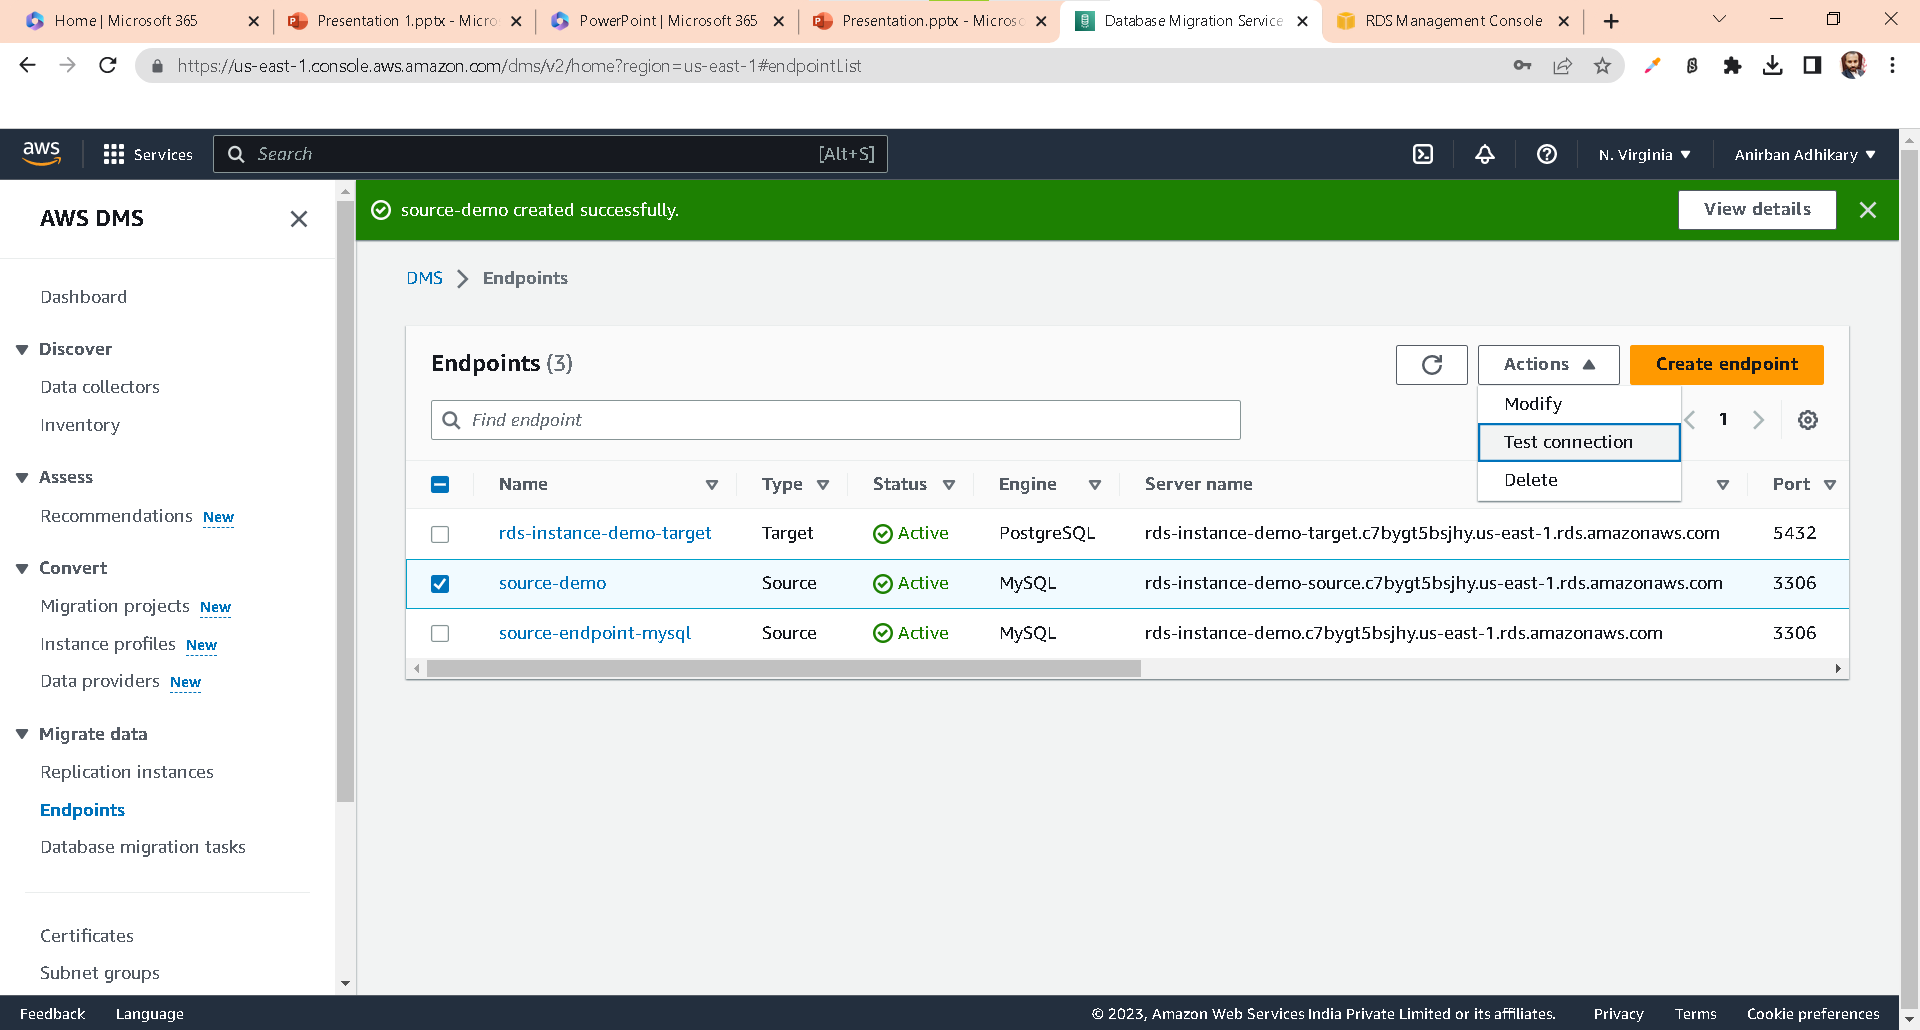 Home | Microsoft 365
Presentation 1.pptx - Micro
PowerPoint | Microsoft 365
Presentation.pptx - Microsc
Database Migration Service
RDS Management Console
https://us-east-1.console.aws.amazon.com/dms/v2/home?region=us-east-1#endpointList
aws
Services
Search
[Alt+S]
N. Virginia
Anirban Adhikary
AWS DMS
source-demo created successfully.
View details
DMS
Endpoints
Dashboard
Discover
Data collectors
Inventory
Assess
Recommendations New
Convert
Migration projects New
Instance profiles New
Data providers New
Migrate data
Replication instances
Endpoints
Database migration tasks
Certificates
Subnet groups
Endpoints (3)
Actions
Create endpoint
Modify
Test connection
Delete
Find endpoint
1
Name Type Status Engine Server name Port
rds-instance-demo-target Target Active PostgreSQL rds-instance-demo-target.c7bygt5bsjhy.us-east-1.rds.amazonaws.com 5432
source-demo Source Active MySQL rds-instance-demo-source.c7bygt5bsjhy.us-east-1.rds.amazonaws.com 3306
source-endpoint-mysql Source Active MySQL rds-instance-demo.c7bygt5bsjhy.us-east-1.rds.amazonaws.com 3306
Feedback
Language
© 2023, Amazon Web Services India Private Limited or its affiliates.
Privacy
Terms
Cookie preferences